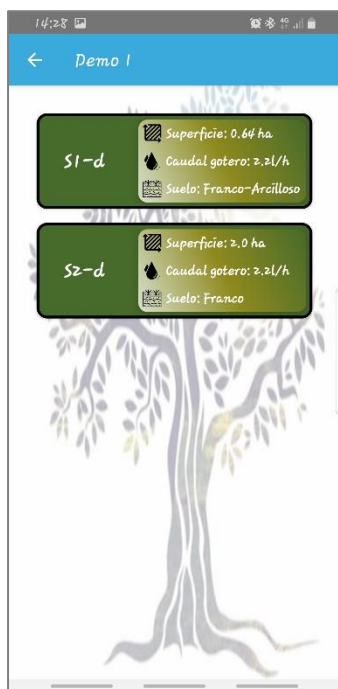 14:28
4G
Demo 1
S1-d
Superficie: 0.64 ha
Caudal gotero: 2.2l/h
Suelo: Franco-Arcilloso
S2-d
Superficie: 2.0 ha
Caudal gotero: 2.2l/h
Suelo: Franco